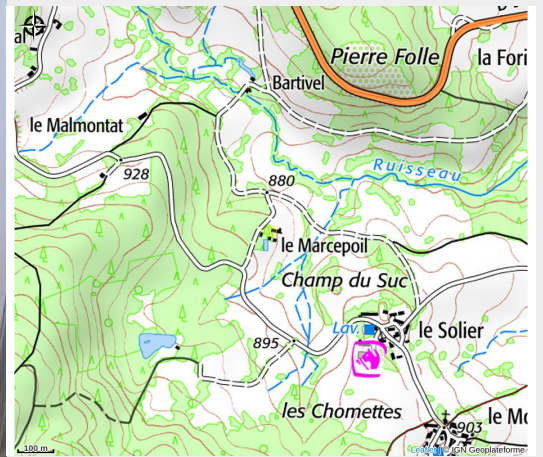 al
Pierre Folle
la Fori
Bartivel
le Malmontat
Ruisseau
928
880
le Marcepoil
Champ du Suc
Lav.
le Solier
895
les Chomettes
le Mo
903
100 m
Leaflet | © IGN Geoplateforme